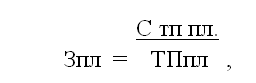 С тп пл.
Зпл = ТПпл ,